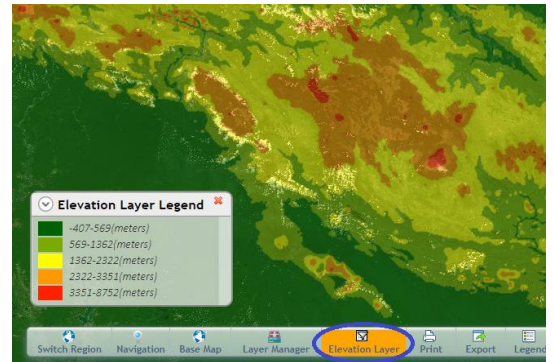 Elevation Layer Legend
-407-569(meters)
569-1362(meters)
1362-2322(meters)
2322-3351(meters)
3351-8752(meters)
Switch Region Navigation Base Map Layer Manager Elevation Layer Print Export Legend